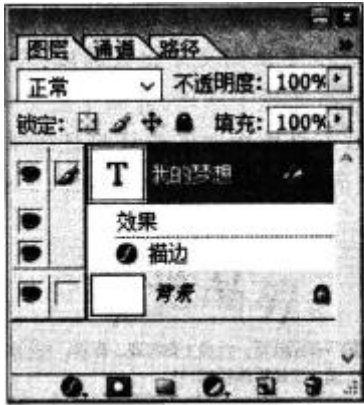 图层 通道 路径
正常 不透明度: 100%
锁定: 填充: 100%
T 我的梦想
效果
描边
背景